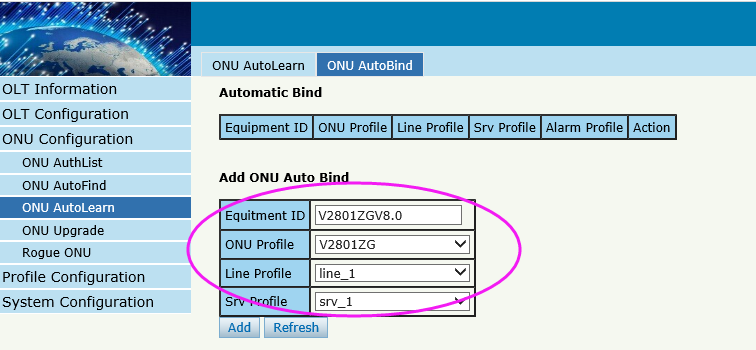 ONU AutoLearn ONU AutoBind
OLT Information
OLT Configuration
ONU Configuration
ONU AuthList
ONU AutoFind
ONU AutoLearn
ONU Upgrade
Rogue ONU
Profile Configuration
System Configuration
Automatic Bind
Equipment ID ONU Profile Line Profile Srv Profile Alarm Profile Action
Add ONU Auto Bind
Equitment ID V2801ZGV8.0
ONU Profile V2801ZG
Line Profile line_1
Srv Profile srv_1
Add Refresh